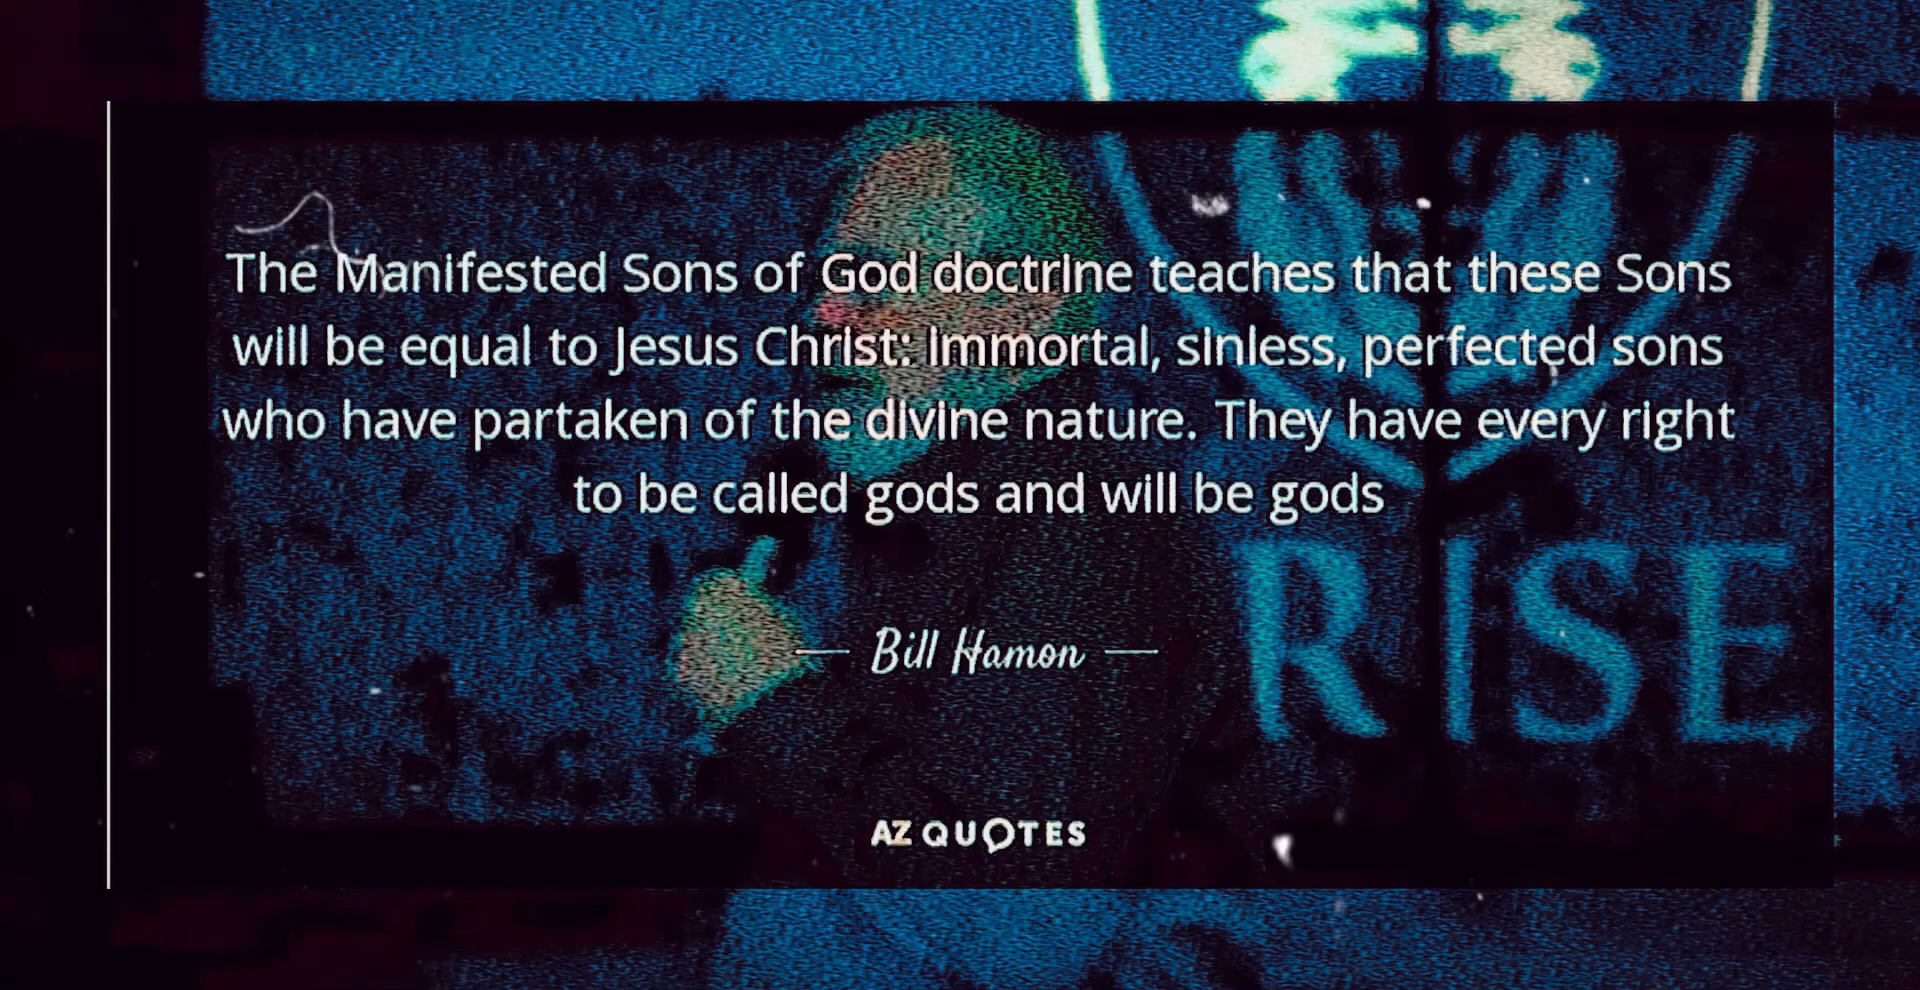 The Manifested Sons of God doctrine teaches that these Sons
will be equal to Jesus Christ: immortal, sinless, perfected sons
who have partaken of the divine nature. They have every right
to be called gods and will be gods
— Bill Hamon —
RISE
AZ QUOTES